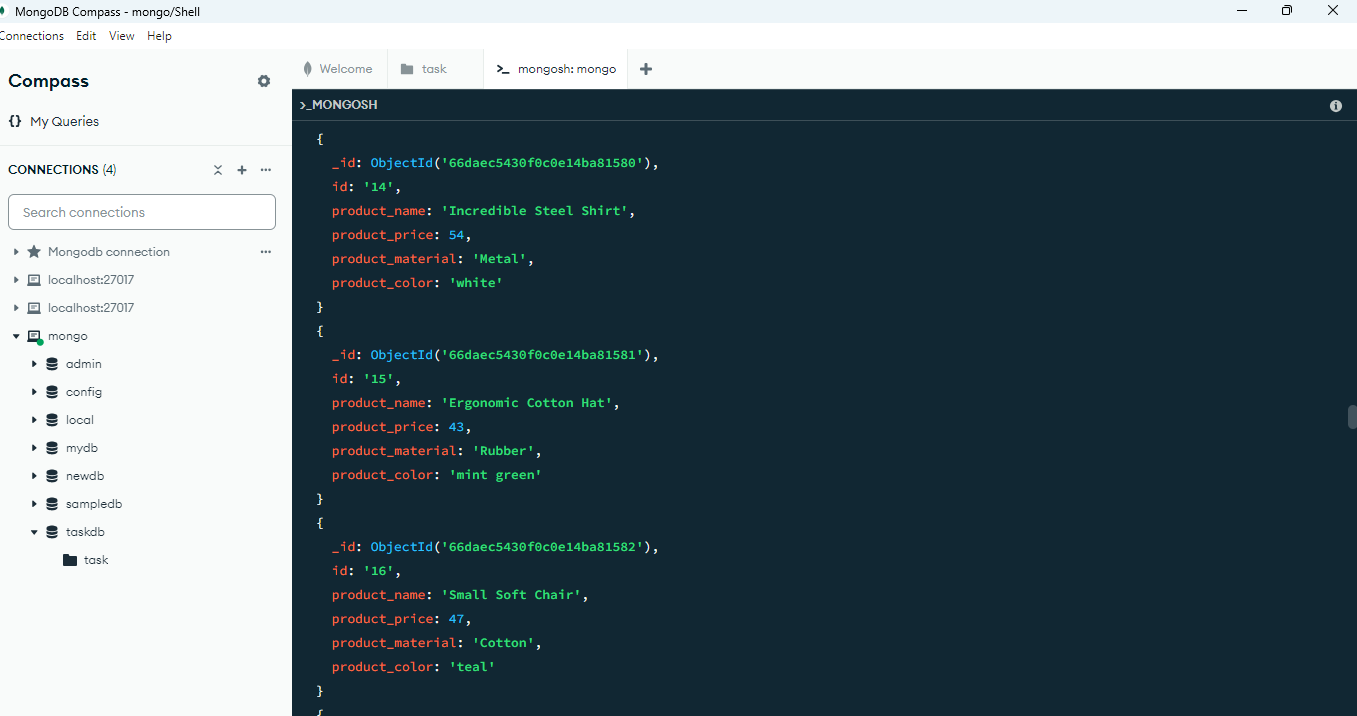 MongoDB Compass - mongo/Shell
Connections Edit View Help
Compass
{} My Queries
CONNECTIONS (4)
Search connections
Mongodb connection
localhost:27017
localhost:27017
mongo
admin
config
local
mydb
newdb
sampledb
taskdb
task
Welcome task >_ mongosh: mongo +
>_MONGOSH
{
_id: ObjectId('66daec5430f0c0e14ba81580'),
id: '14',
product_name: 'Incredible Steel Shirt',
product_price: 54,
product_material: 'Metal',
product_color: 'white'
}
{
_id: ObjectId('66daec5430f0c0e14ba81581'),
id: '15',
product_name: 'Ergonomic Cotton Hat',
product_price: 43,
product_material: 'Rubber',
product_color: 'mint green'
}
{
_id: ObjectId('66daec5430f0c0e14ba81582'),
id: '16',
product_name: 'Small Soft Chair',
product_price: 47,
product_material: 'Cotton',
product_color: 'teal'
}
{